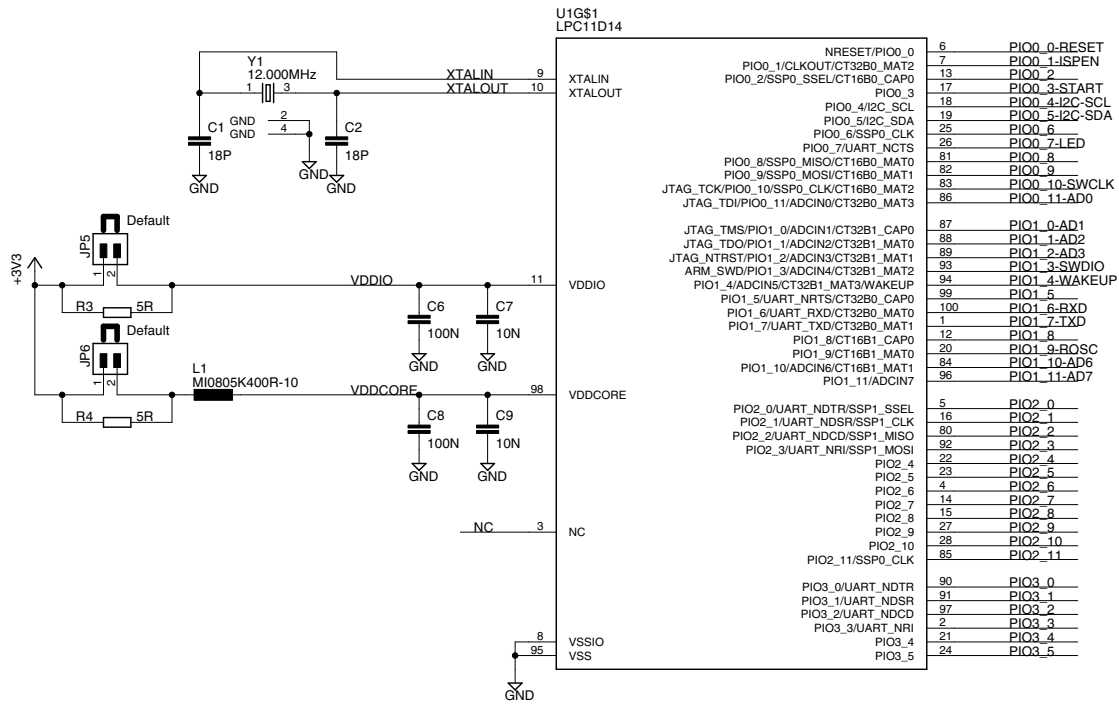 U1G$1
LPC11D14
Y1
12.000MHz
1 3
XTALIN 9 XTALIN
XTALOUT 10 XTALOUT
C1
18P
GND 2
GND 4
C2
18P
GND
GND
GND
+3V3
JP5
Default
1 2
R3 5R
VDDIO 11 VDDIO
C6
100N
C7
10N
GND
GND
JP6
Default
1 2
R4 5R
L1
MI0805K400R-10
VDDCORE 98 VDDCORE
C8
100N
C9
10N
GND
GND
NC 3 NC
8 VSSIO
95 VSS
GND
NRESET/PIO0_0 6 PIO0_0-RESET
PIO0_1/CLKOUT/CT32B0_MAT2 7 PIO0_1-ISPEN
PIO0_2/SSP0_SSEL/CT16B0_CAP0 13 PIO0_2
PIO0_3 17 PIO0_3-START
PIO0_4/I2C_SCL 18 PIO0_4-I2C-SCL
PIO0_5/I2C_SDA 19 PIO0_5-I2C-SDA
PIO0_6/SSP0_CLK 25 PIO0_6
PIO0_7/UART_NCTS 26 PIO0_7-LED
PIO0_8/SSP0_MISO/CT16B0_MAT0 81 PIO0_8
PIO0_9/SSP0_MOSI/CT16B0_MAT1 82 PIO0_9
JTAG_TCK/PIO0_10/SSP0_CLK/CT16B0_MAT2 83 PIO0_10-SWCLK
JTAG_TDI/PIO0_11/ADCIN0/CT32B0_MAT3 86 PIO0_11-AD0
JTAG_TMS/PIO1_0/ADCIN1/CT32B1_CAP0 87 PIO1_0-AD1
JTAG_TDO/PIO1_1/ADCIN2/CT32B1_MAT0 88 PIO1_1-AD2
JTAG_NTRST/PIO1_2/ADCIN3/CT32B1_MAT1 89 PIO1_2-AD3
ARM_SWD/PIO1_3/ADCIN4/CT32B1_MAT2 93 PIO1_3-SWDIO
PIO1_4/ADCIN5/CT32B1_MAT3/WAKEUP 94 PIO1_4-WAKEUP
PIO1_5/UART_NRTS/CT32B0_CAP0 99 PIO1_5
PIO1_6/UART_RXD/CT32B0_MAT0 100 PIO1_6-RXD
PIO1_7/UART_TXD/CT32B0_MAT1 1 PIO1_7-TXD
PIO1_8/CT16B1_CAP0 12 PIO1_8
PIO1_9/CT16B1_MAT0 20 PIO1_9-ROSC
PIO1_10/ADCIN6/CT16B1_MAT1 84 PIO1_10-AD6
PIO1_11/ADCIN7 96 PIO1_11-AD7
PIO2_0/UART_NDTR/SSP1_SSEL 5 PIO2_0
PIO2_1/UART_NDSR/SSP1_CLK 16 PIO2_1
PIO2_2/UART_NDCD/SSP1_MISO 80 PIO2_2
PIO2_3/UART_NRI/SSP1_MOSI 92 PIO2_3
PIO2_4 22 PIO2_4
PIO2_5 23 PIO2_5
PIO2_6 4 PIO2_6
PIO2_7 14 PIO2_7
PIO2_8 15 PIO2_8
PIO2_9 27 PIO2_9
PIO2_10 28 PIO2_10
PIO2_11/SSP0_CLK 85 PIO2_11
PIO3_0/UART_NDTR 90 PIO3_0
PIO3_1/UART_NDSR 91 PIO3_1
PIO3_2/UART_NDCD 97 PIO3_2
PIO3_3/UART_NRI 2 PIO3_3
PIO3_4 21 PIO3_4
PIO3_5 24 PIO3_5